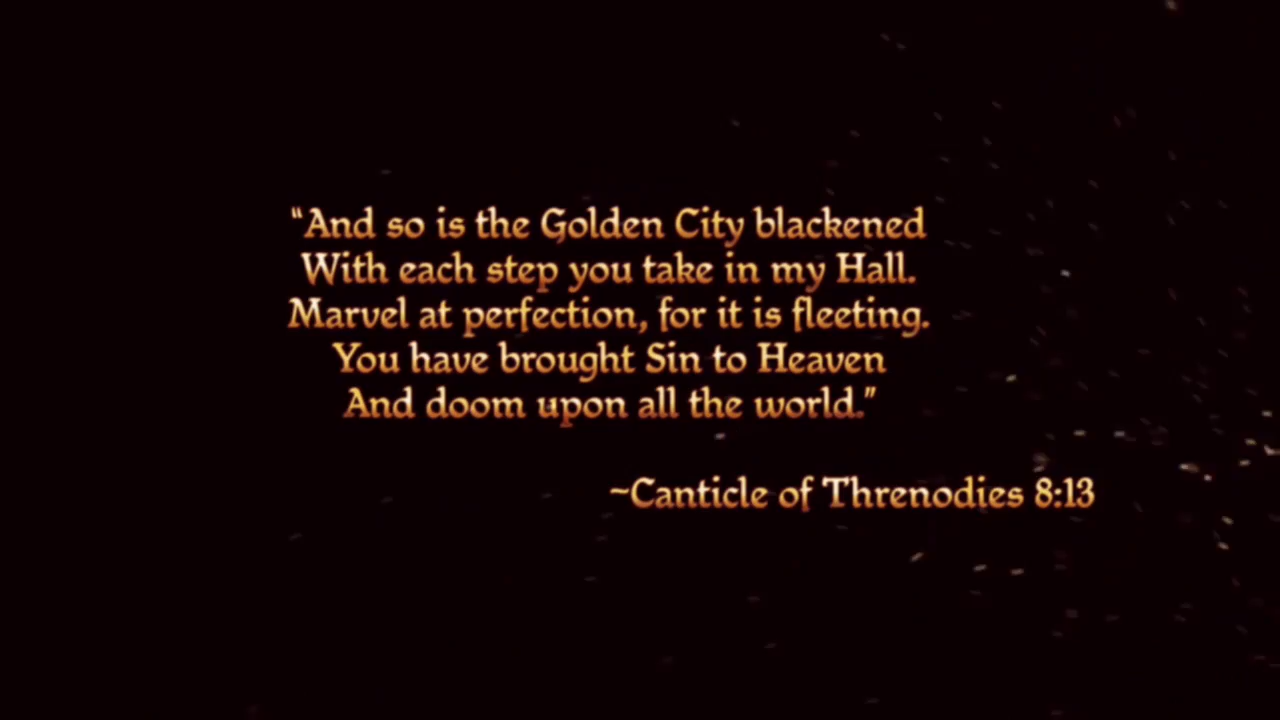 “And so is the Golden City blackened
With each step you take in my Hall.
Marvel at perfection, for it is fleeting.
You have brought Sin to Heaven
And doom upon all the world.”
~Canticle of Threnodies 8:13